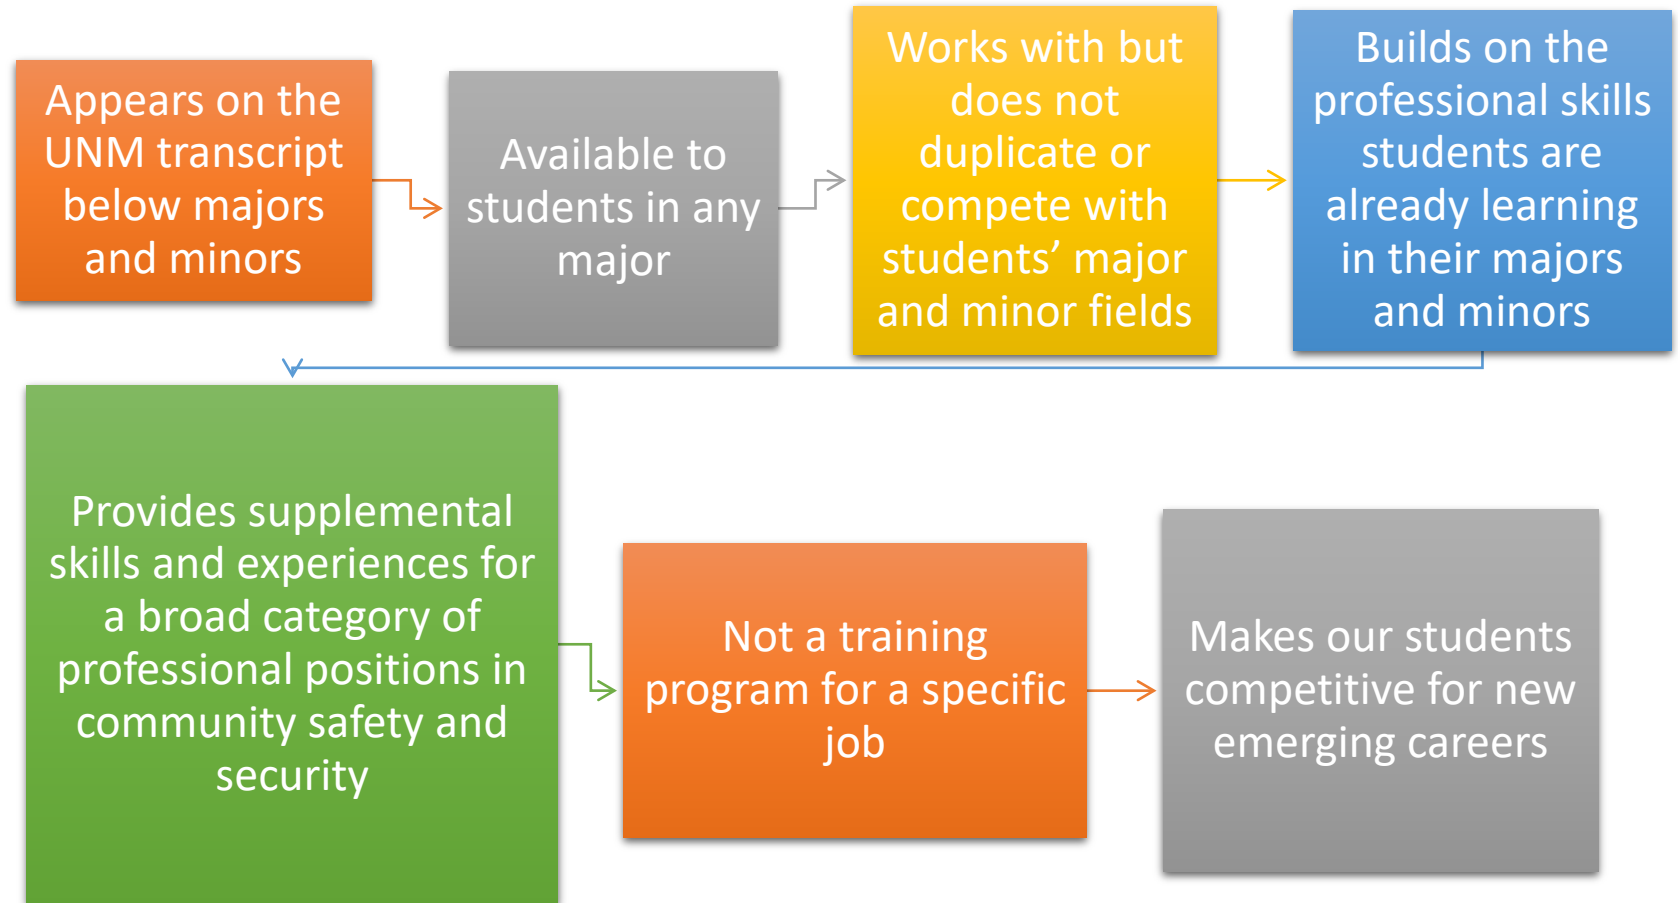 Appears on the
UNM transcript
below majors
and minors
Available to
students in any
major
Works with but
does not
duplicate or
compete with
students’ major
and minor fields
Builds on the
professional skills
students are
already learning
in their majors
and minors
Provides supplemental
skills and experiences for
a broad category of
professional positions in
community safety and
security
Not a training
program for a specific
job
Makes our students
competitive for new
emerging careers